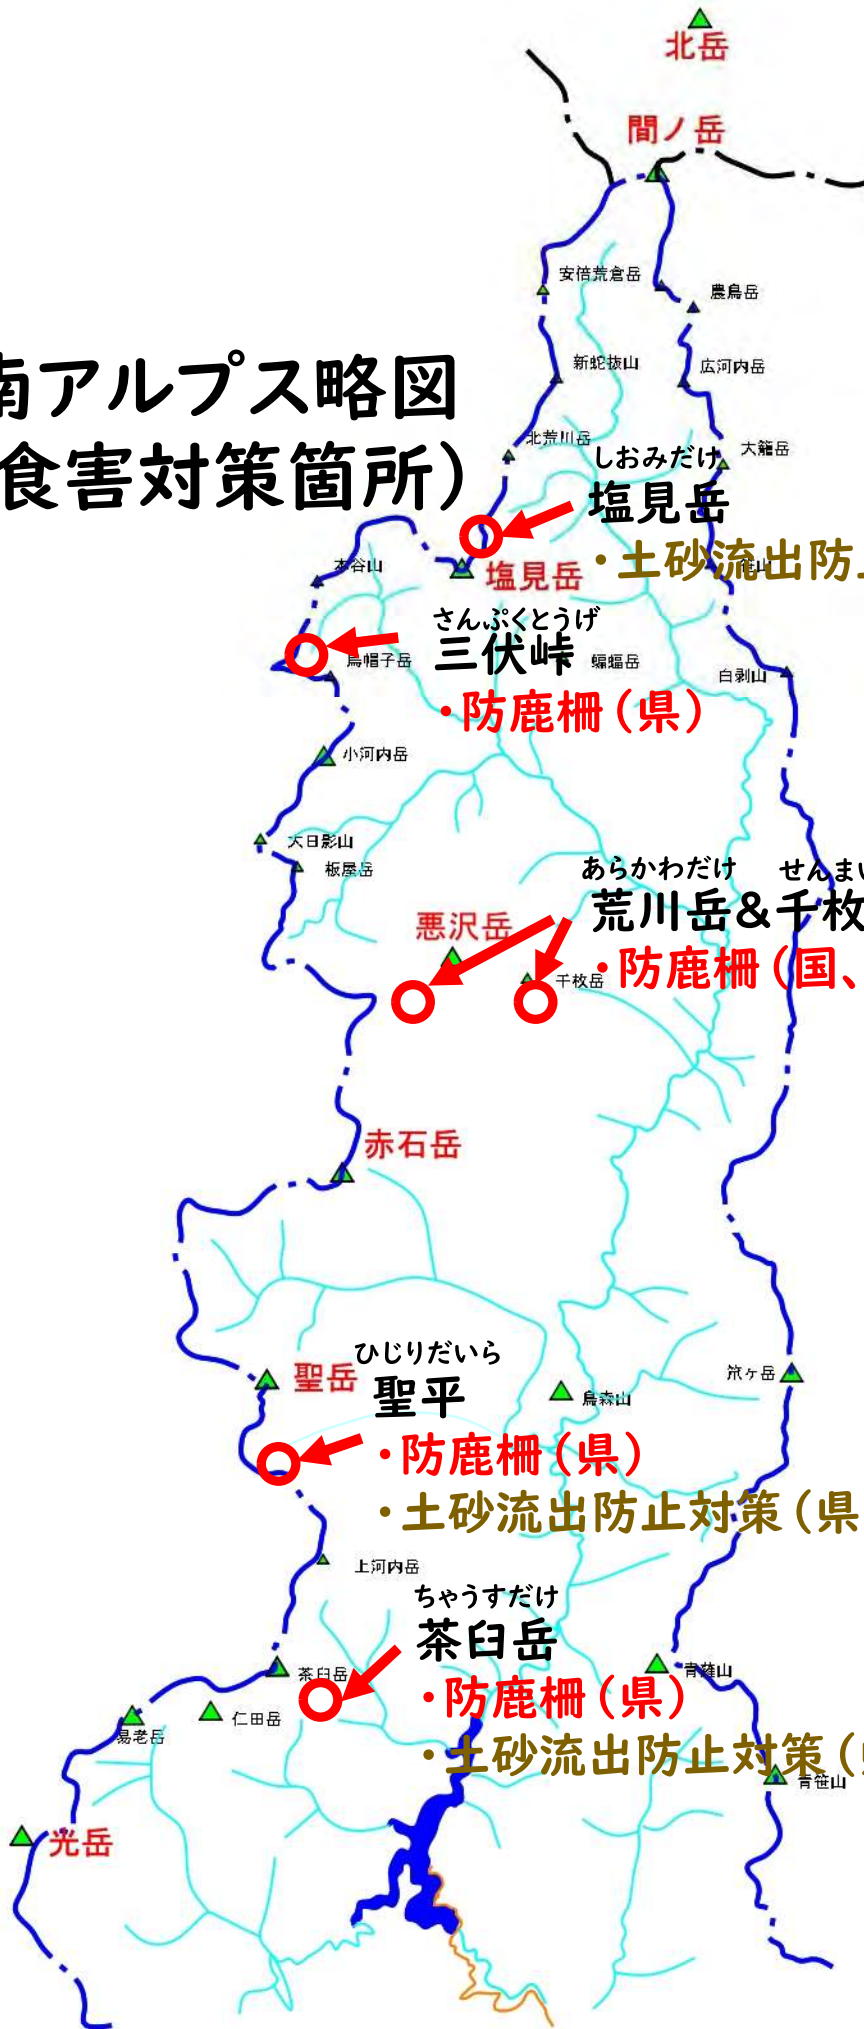 北岳
間ノ岳
安倍荒倉岳
農鳥岳
新蛇抜山
広河内岳
南アルプス略図
食害対策箇所）
北荒川岳
大籠岳
しおみだけ
塩見岳
・土砂流出防止
本谷山
塩見岳
さんぷくとうげ
三伏峠
烏帽子岳
蝙蝠岳
白剥山
・防鹿柵（県）
小河内岳
大日影山
板屋岳
あらかわだけ せんまい
荒川岳&千枚
悪沢岳
・防鹿柵（国、
千枚岳
赤石岳
ひじりだいら
聖岳
聖平
笊ヶ岳
鳥森山
・防鹿柵（県）
・土砂流出防止対策（県
上河内岳
ちゃうすだけ
茶臼岳
茶臼岳
青薙山
・防鹿柵（県）
仁田岳
易老岳
・土砂流出防止対策（
青笹山
光岳